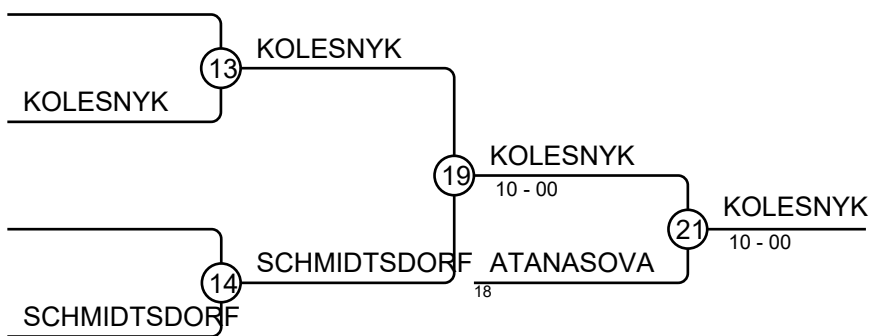 KOLESNYK
13
KOLESNYK
KOLESNYK
19
10 - 00
KOLESNYK
21
10 - 00
SCHMIDTSDORF
ATANASOVA
14
18
SCHMIDTSDORF